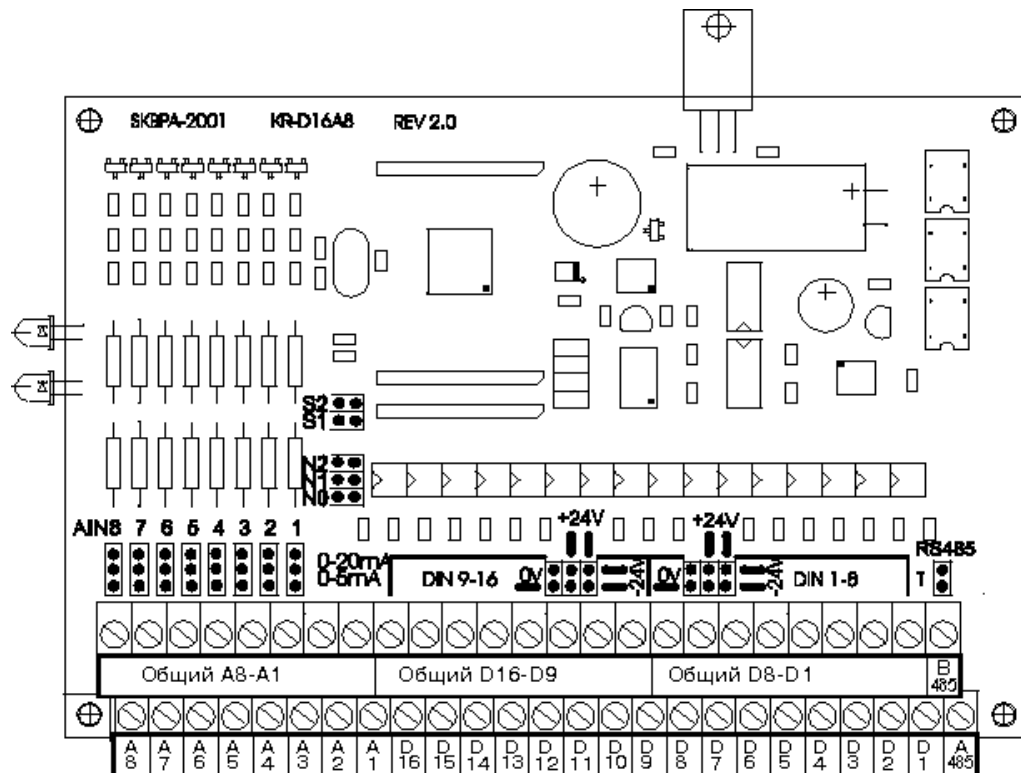 SKBPA-2001 KR-D16A8 REV 2.0
S2
S1
N2
N1
N0
AIN8 7 6 5 4 3 2 1
+24V +24V
RS485
0-20mA
0-5mA
DIN 9-16 0V -24V 0V -24V DIN 1-8 T
Общий A8-A1 Общий D16-D9 Общий D8-D1 B 485
A8 A7 A6 A5 A4 A3 A2 A1 D16 D15 D14 D13 D12 D11 D10 D9 D8 D7 D6 D5 D4 D3 D2 D1 A485